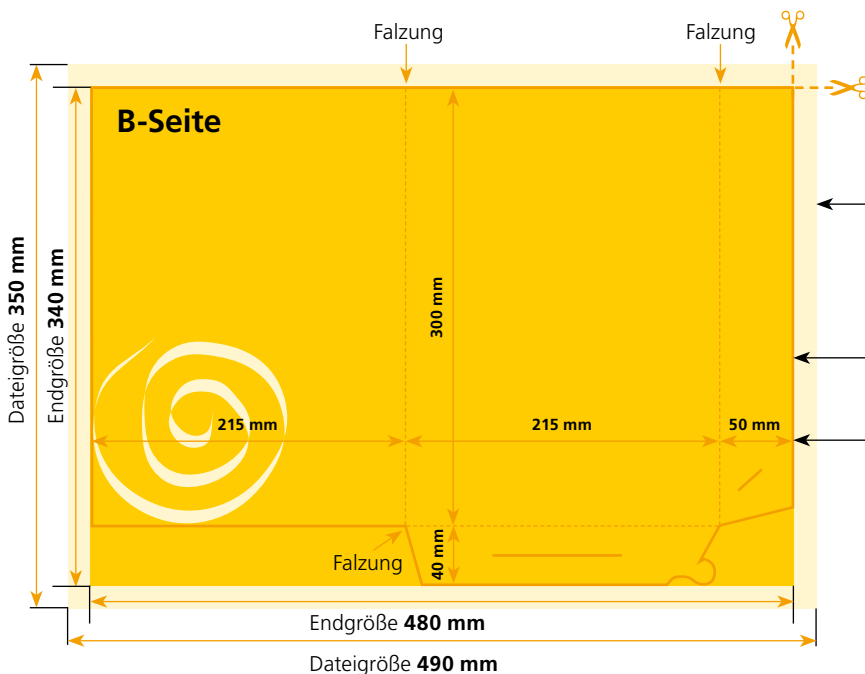 Falzung
Falzung
B-Seite
Dateigröße 350 mm
Endgröße 340 mm
300 mm
215 mm
215 mm
50 mm
40 mm
Falzung
Endgröße 480 mm
Dateigröße 490 mm